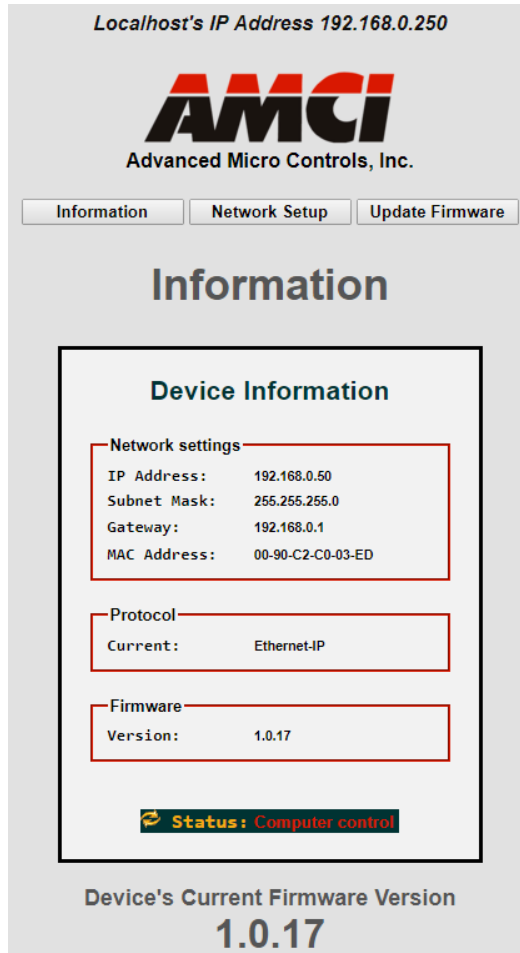 Localhost's IP Address 192.168.0.250
AMCI
Advanced Micro Controls, Inc.
Information Network Setup Update Firmware
Information
Device Information
Network settings
IP Address: 192.168.0.50
Subnet Mask: 255.255.255.0
Gateway: 192.168.0.1
MAC Address: 00-90-C2-C0-03-ED
Protocol
Current: Ethernet-IP
Firmware
Version: 1.0.17
Status: Computer control
Device's Current Firmware Version
1.0.17